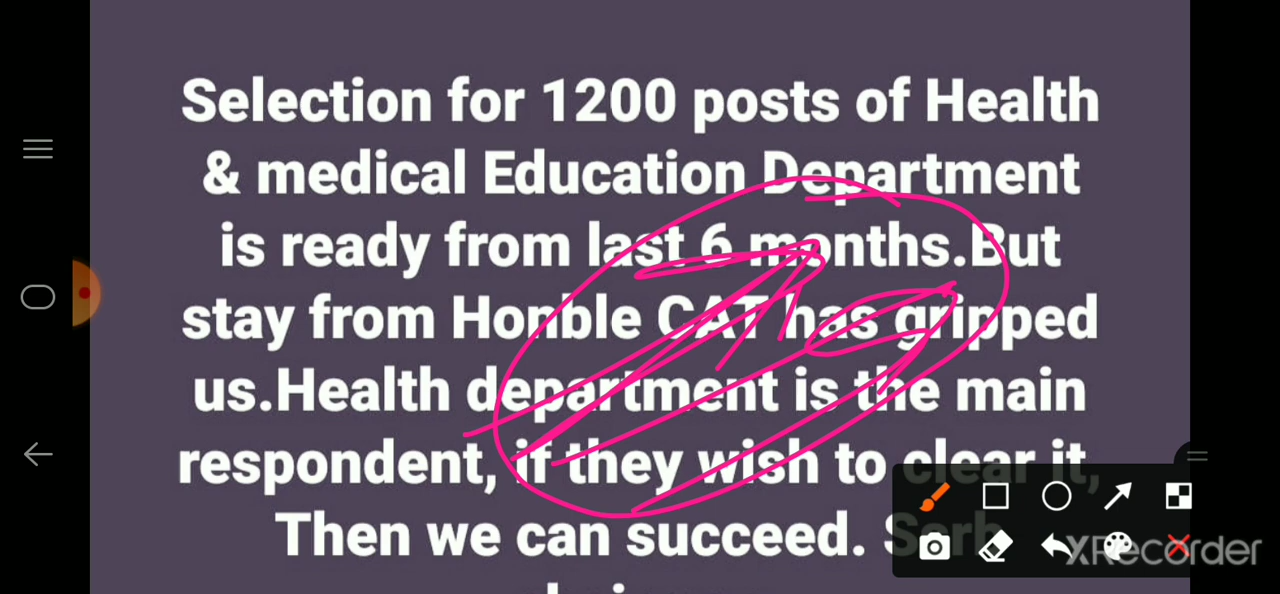 Selection for 1200 posts of Health
& medical Education Department
is ready from last 6 months.But
stay from Honble CAT has gripped
us.Health department is the main
respondent, if they wish to clear it,
Then we can succeed.
XRecorder